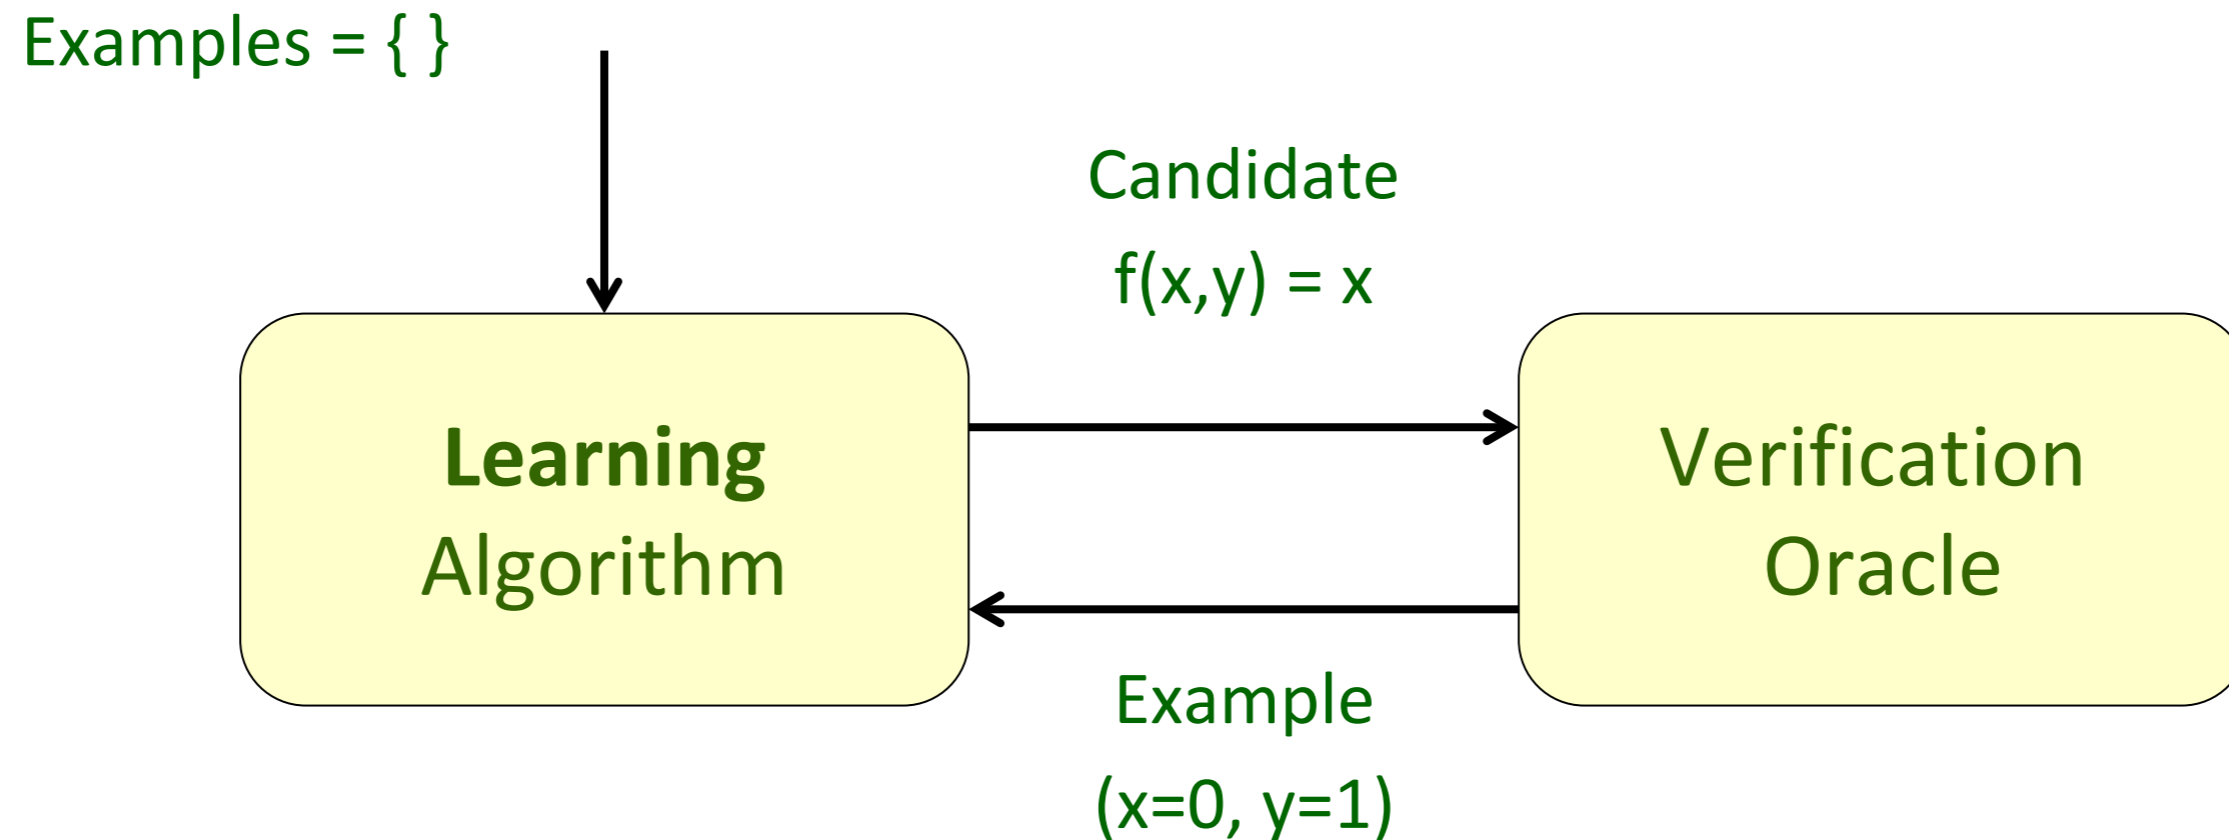 Examples = { }
Candidate
f(x,y) = x
Learning
Algorithm
Verification
Oracle
Example
(x=0, y=1)